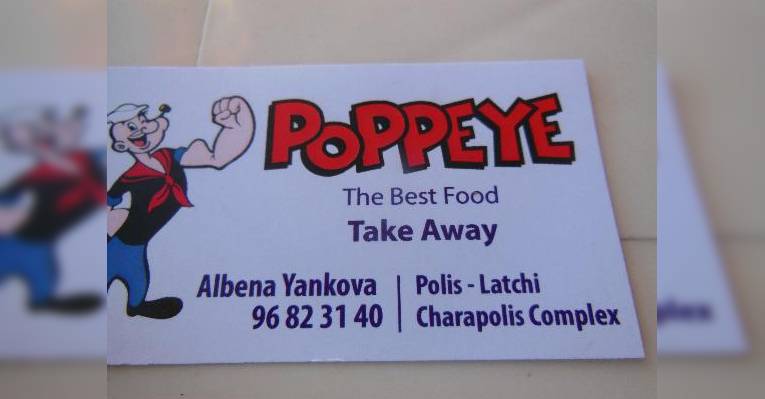 POPPEYE
The Best Food
Take Away
Albena Yankova
96 82 31 40
Polis - Latchi
Charapolis Complex